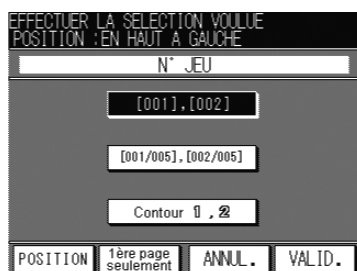 EFFECTUER LA SELECTION VOULUE
POSITION :EN HAUT A GAUCHE
N° JEU
[001],[002]
[001/005],[002/005]
Contour 1 , 2
POSITION
1ère page
seulement
ANNUL.
VALID.